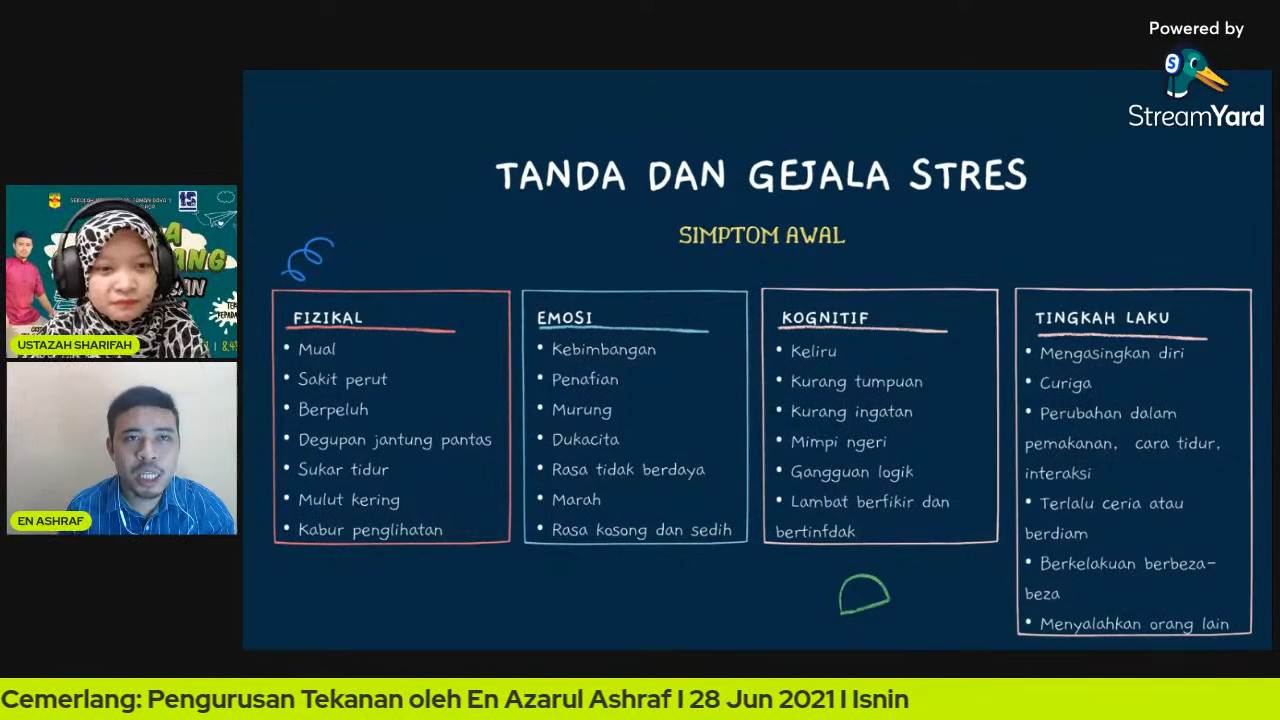 Powered by
S
StreamYard
TANDA DAN GEJALA STRES
SIMPTOM AWAL
FIZIKAL
• Mual
• Sakit perut
• Berpeluh
• Degupan jantung pantas
• Sukar tidur
• Mulut kering
• Kabur penglihatan
EMOSI
• Kebimbangan
• Penafian
• Murung
• Dukacita
• Rasa tidak berdaya
• Marah
• Rasa kosong dan sedih
KOGNITIF
• Keliru
• Kurang tumpuan
• Kurang ingatan
• Mimpi ngeri
• Gangguan logik
• Lambat berfikir dan
bertinfdak
TINGKAH LAKU
• Mengasingkan diri
• Curiga
• Perubahan dalam
pemakanan, cara tidur,
interaksi
• Terlalu ceria atau
berdiam
• Berkelakuan berbeza-
beza
• Menyalahkan orang lain
USTAZAH SHARIFAH
EN ASHRAF
Cemerlang: Pengurusan Tekanan oleh En Azarul Ashraf I 28 Jun 2021 I Isnin